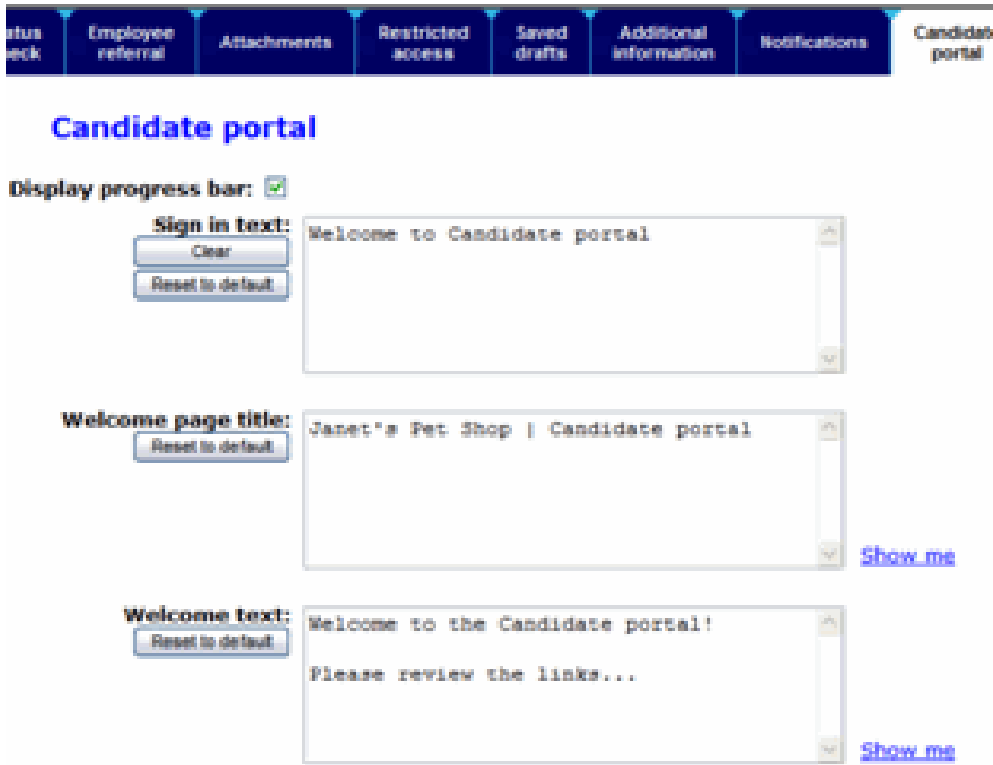 atus Employee Attachments Restricted Saved Additional Notifications Candidate
eck referral access drafts information portal
Candidate portal
Display progress bar:
Sign in text:
Clear
Reset to default
Welcome to Candidate portal
Welcome page title:
Reset to default
Janet's Pet Shop | Candidate portal
Show me
Welcome text:
Reset to default
Welcome to the Candidate portal!
Please review the links...
Show me